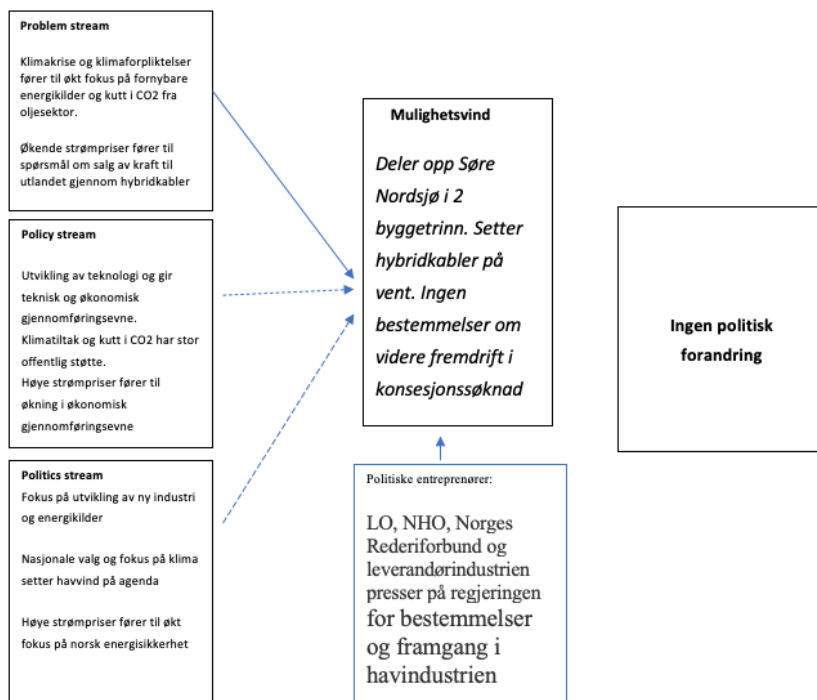 Problem stream
Klimakrise og klimaforpliktelser
fører til økt fokus på fornybare
energikilder og kutt i CO2 fra
oljesektor.
Økende strømpriser fører til
spørsmål om salg av kraft til
utlandet gjennom hybridkabler
Policy stream
Utvikling av teknologi og gir
teknisk og økonomisk
gjennomføringsevne.
Klimatiltak og kutt i CO2 har stor
offentlig støtte.
Høye strømpriser fører til
økning i økonomisk
gjennomføringsevne
Politics stream
Fokus på utvikling av ny industri
og energikilder
Nasjonale valg og fokus på klima
setter havvind på agenda
Høye strømpriser fører til økt
fokus på norsk energisikkerhet
Mulighetsvind
Deler opp Søre
Nordsjø i 2
byggetrinn. Setter
hybridkabler på
vent. Ingen
bestemmelser om
videre fremdrift i
konsesjonssøknad
Politiske entreprenører:
LO, NHO, Norges
Rederiforbund og
leverandørindustrien
presser på regjeringen
for bestemmelser
og framgang i
havindustrien
Ingen politisk
forandring